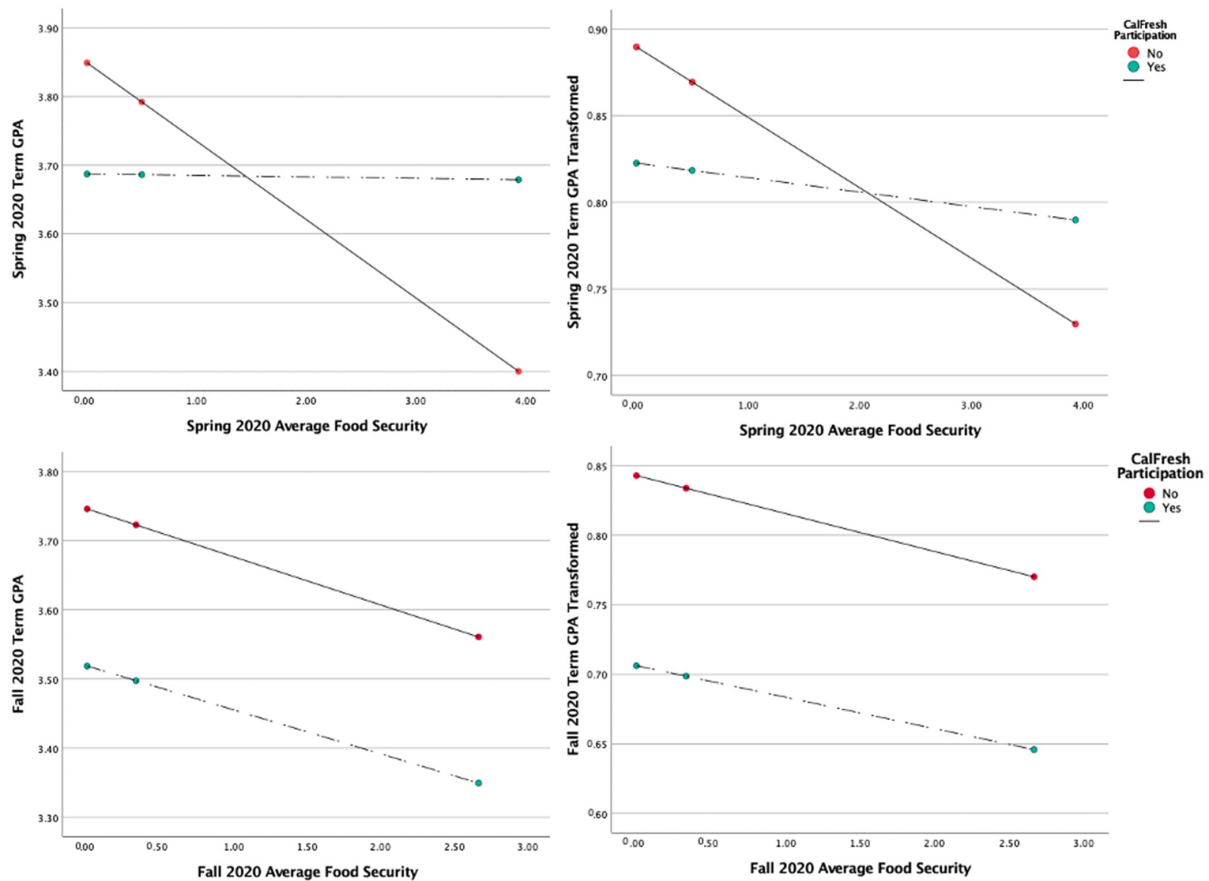 3.90
3.80
3.70
3.60
3.50
3.40
Spring 2020 Term GPA
0.00
1.00
2.00
3.00
4.00
Spring 2020 Average Food Security
0.90
0.85
0.80
0.75
0.70
Spring 2020 Term GPA Transformed
0.00
1.00
2.00
3.00
4.00
Spring 2020 Average Food Security
CalFresh
Participation
No
Yes
3.80
3.70
3.60
3.50
3.40
3.30
Fall 2020 Term GPA
0.00
0.50
1.00
1.50
2.00
2.50
3.00
Fall 2020 Average Food Security
0.85
0.80
0.75
0.70
0.65
0.60
Fall 2020 Term GPA Transformed
0.00
0.50
1.00
1.50
2.00
2.50
3.00
Fall 2020 Average Food Security
CalFresh
Participation
No
Yes